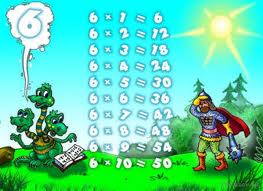 6
6 × 1 = 6
6 × 2 = 12
6 × 3 = 18
6 × 4 = 24
6 × 5 = 30
6 × 6 = 36
6 × 7 = 42
6 × 8 = 48
6 × 9 = 54
6 × 10 = 60